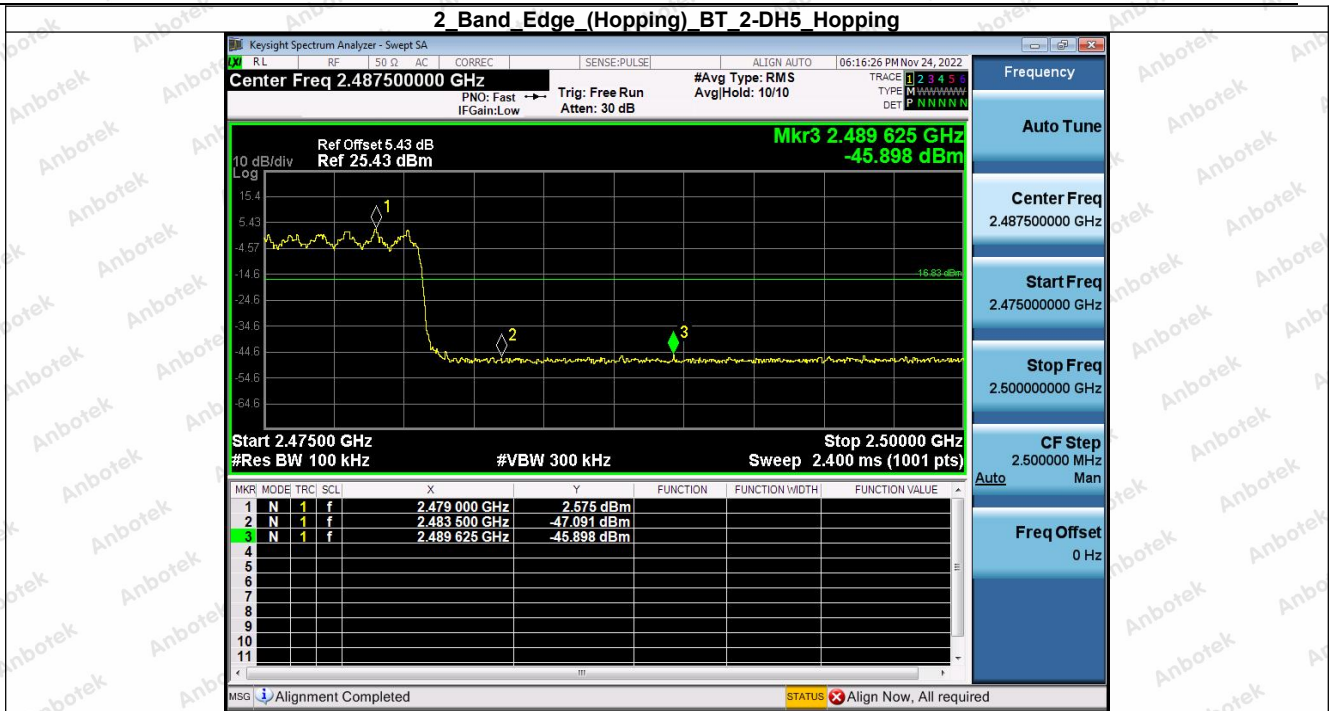 2_Band_Edge_(Hopping)_BT_2-DH5_Hopping
Keysight Spectrum Analyzer - Swept SA
LXI RL RF 50 Ω AC CORREC SENSE:PULSE ALIGN AUTO 06:16:26 PM Nov 24, 2022
Center Freq 2.487500000 GHz
PNO: Fast
IFGain:Low
Trig: Free Run
Atten: 30 dB
#Avg Type: RMS
Avg|Hold: 10/10
TRACE 1 2 3 4 5 6
TYPE M WWWWW
DET P N N N N N
Frequency
Auto Tune
Center Freq
2.487500000 GHz
Start Freq
2.475000000 GHz
Stop Freq
2.500000000 GHz
CF Step
2.500000 MHz
Auto Man
Freq Offset
0 Hz
Mkr3 2.489 625 GHz
-45.898 dBm
Ref Offset 5.43 dB
10 dB/div Ref 25.43 dBm
Log
15.4
5.43
-4.57
-14.6
-24.6
-34.6
-44.6
-54.6
-64.6
1
2
3
-16.83 dBm
Start 2.47500 GHz Stop 2.50000 GHz
#Res BW 100 kHz #VBW 300 kHz Sweep 2.400 ms (1001 pts)
MKR MODE TRC SCL X Y FUNCTION FUNCTION WIDTH FUNCTION VALUE
1 N 1 f 2.479 000 GHz 2.575 dBm
2 N 1 f 2.483 500 GHz -47.091 dBm
3 N 1 f 2.489 625 GHz -45.898 dBm
4
5
6
7
8
9
10
11
MSG Alignment Completed STATUS Align Now, All required